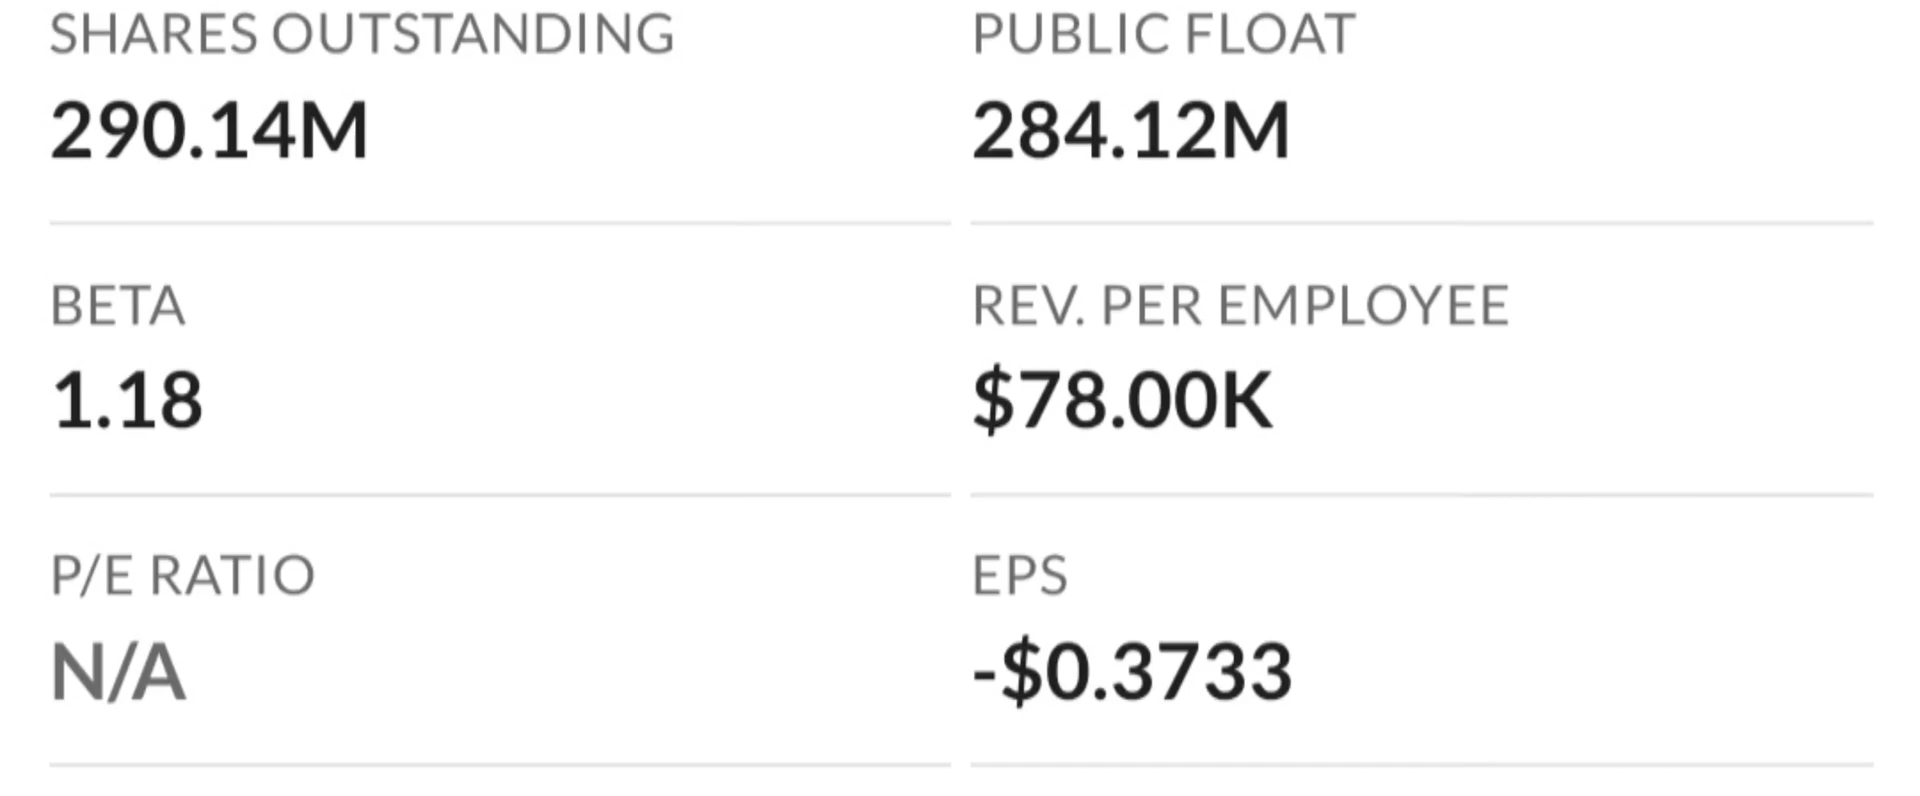 SHARES OUTSTANDING
290.14M
PUBLIC FLOAT
284.12M
BETA
1.18
REV. PER EMPLOYEE
$78.00K
P/E RATIO
N/A
EPS
-$0.3733